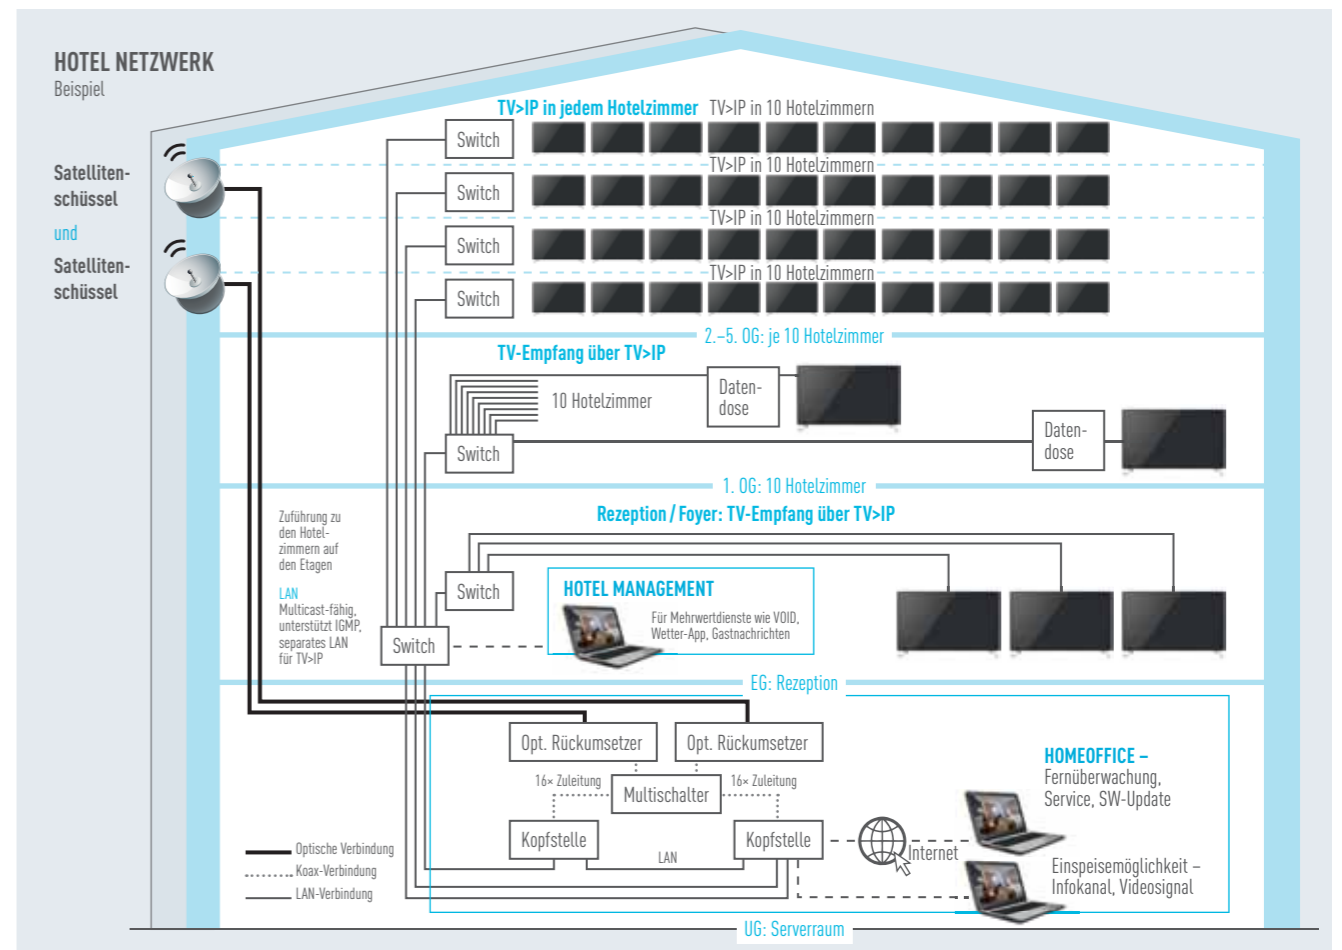 HOTEL NETZWERK
Beispiel
Satelliten-
schüssel
und
Satelliten-
schüssel
TV>IP in jedem Hotelzimmer TV>IP in 10 Hotelzimmern
Switch
TV>IP in 10 Hotelzimmern
Switch
TV>IP in 10 Hotelzimmern
Switch
TV>IP in 10 Hotelzimmern
Switch
2.–5. OG: je 10 Hotelzimmer
TV-Empfang über TV>IP
10 Hotelzimmer
Daten-
dose
Daten-
dose
Switch
1. OG: 10 Hotelzimmer
Rezeption / Foyer: TV-Empfang über TV>IP
Zuführung zu
den Hotel-
zimmern auf
den Etagen
LAN
Multicast-fähig,
unterstützt IGMP,
separates LAN
für TV>IP
Switch
Switch
HOTEL MANAGEMENT
Für Mehrwertdienste wie VOID,
Wetter-App, Gastnachrichten
EG: Rezeption
Opt. Rückumsetzer
Opt. Rückumsetzer
16× Zuleitung
Multischalter
16× Zuleitung
Kopfstelle
LAN
Kopfstelle
Internet
HOMEOFFICE –
Fernüberwachung,
Service, SW-Update
Einspeisemöglichkeit –
Infokanal, Videosignal
Optische Verbindung
Koax-Verbindung
LAN-Verbindung
UG: Serverraum